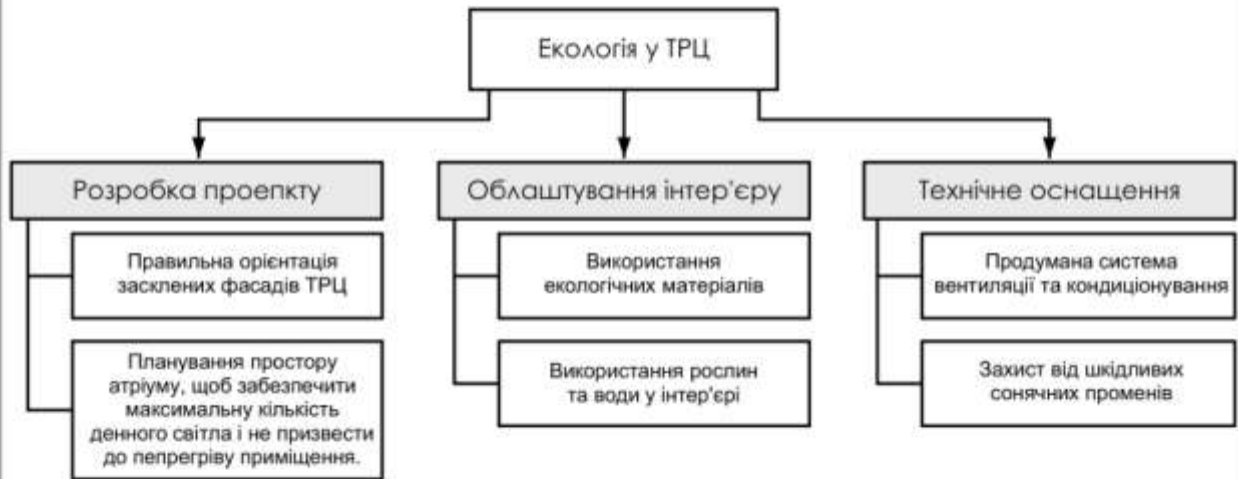 Екологія у ТРЦ
Розробка проепкту
Облаштування інтер'єру
Технічне оснащення
Правильна орієнтація
засклених фасадів ТРЦ
Використання
екологічних матеріалів
Продумана система
вентиляції та кондиціонування
Планування простору
атріуму, щоб забезпечити
максимальну кількість
денного світла і не призвести
до пепрегріву приміщення.
Використання рослин
та води у інтер'єрі
Захист від шкідливих
сонячних променів